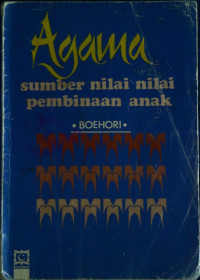 Agama
sumber nilai nilai
pembinaan anak
• BOEHORI •